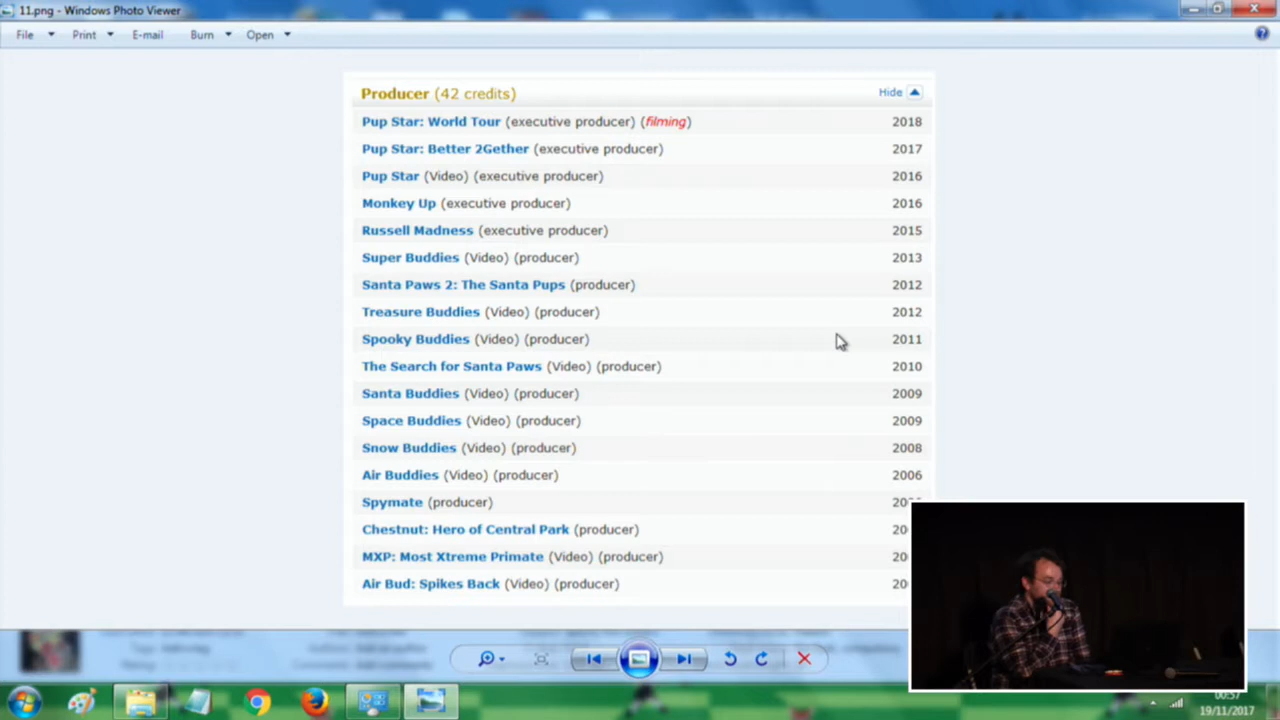 11.png - Windows Photo Viewer
File Print E-mail Burn Open
Producer (42 credits) Hide
Pup Star: World Tour (executive producer) (filming) 2018
Pup Star: Better 2Gether (executive producer) 2017
Pup Star (Video) (executive producer) 2016
Monkey Up (executive producer) 2016
Russell Madness (executive producer) 2015
Super Buddies (Video) (producer) 2013
Santa Paws 2: The Santa Pups (producer) 2012
Treasure Buddies (Video) (producer) 2012
Spooky Buddies (Video) (producer) 2011
The Search for Santa Paws (Video) (producer) 2010
Santa Buddies (Video) (producer) 2009
Space Buddies (Video) (producer) 2009
Snow Buddies (Video) (producer) 2008
Air Buddies (Video) (producer) 2006
Spymate (producer)
Chestnut: Hero of Central Park (producer)
MXP: Most Xtreme Primate (Video) (producer)
Air Bud: Spikes Back (Video) (producer)
00:57
19/11/2017